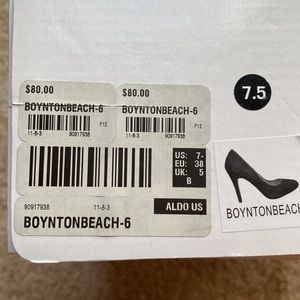 $80.00
BOYNTONBEACH-6
F12
11-8-3 90917938
$80.00
BOYNTONBEACH-6
F12
11-8-3 90917938
7.5
US: 7-
EU: 38
UK: 5
B
90917938 11-8-3 ALDO US
BOYNTONBEACH-6
BOYNTONBEACH